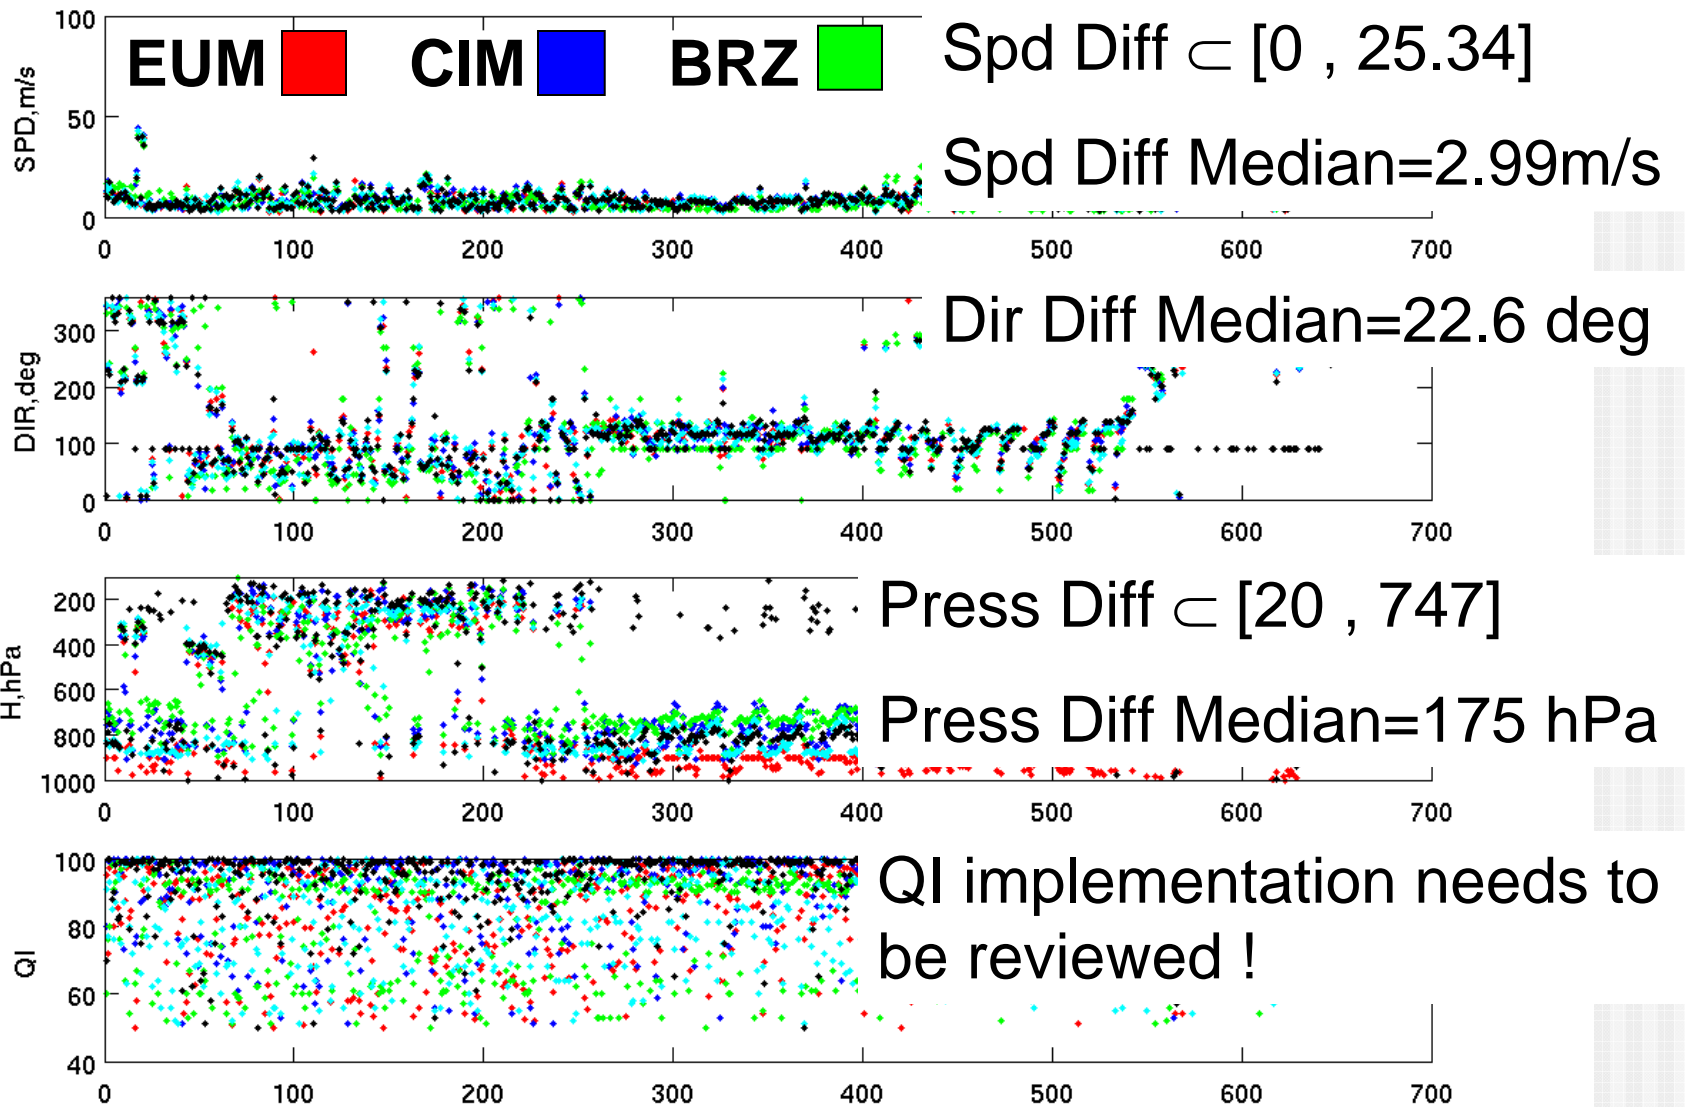 100
50
0
SPD,m/s
EUM CIM BRZ
Spd Diff ⊂ [0 , 25.34]
Spd Diff Median=2.99m/s
0 100 200 300 400 500 600 700
300
200
100
0
DIR,deg
Dir Diff Median=22.6 deg
0 100 200 300 400 500 600 700
200
400
600
800
1000
H,hPa
Press Diff ⊂ [20 , 747]
Press Diff Median=175 hPa
0 100 200 300 400 500 600 700
100
80
60
40
QI
QI implementation needs to
be reviewed !
0 100 200 300 400 500 600 700